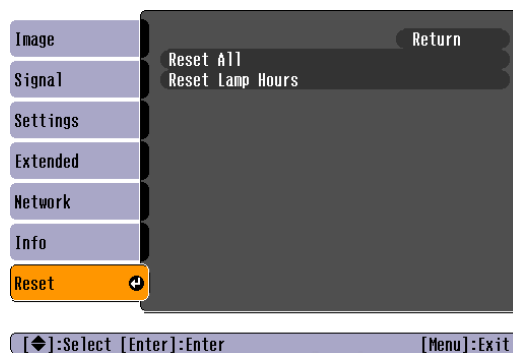 Image
Signal
Settings
Extended
Network
Info
Reset
Return
Reset All
Reset Lamp Hours
[◆]:Select [Enter]:Enter [Menu]:Exit